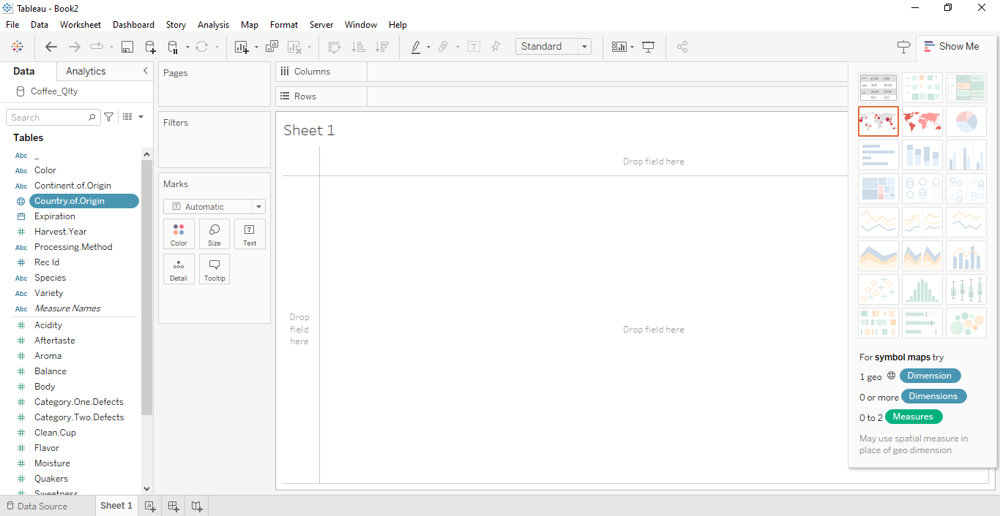 Tableau - Book2
File Data Worksheet Dashboard Story Analysis Map Format Server Window Help
Standard
Show Me
Data Analytics
Coffee_Qlty
Search
Tables
Abc _
Abc Color
Abc Continent.of.Origin
Country.of.Origin
Expiration
Harvest.Year
Abc Processing.Method
Rec Id
Abc Species
Abc Variety
Abc Measure Names
Acidity
Aftertaste
Aroma
Balance
Body
Category.One.Defects
Category.Two.Defects
Clean.Cup
Flavor
Moisture
Quakers
Sweetness
Pages
Filters
Marks
Automatic
Color Size Text
Detail Tooltip
Columns
Rows
Sheet 1
Drop field here
Drop
field
here
Drop field here
For symbol maps try
1 geo Dimension
0 or more Dimensions
0 to 2 Measures
May use spatial measure in
place of geo dimension
Data Source Sheet 1